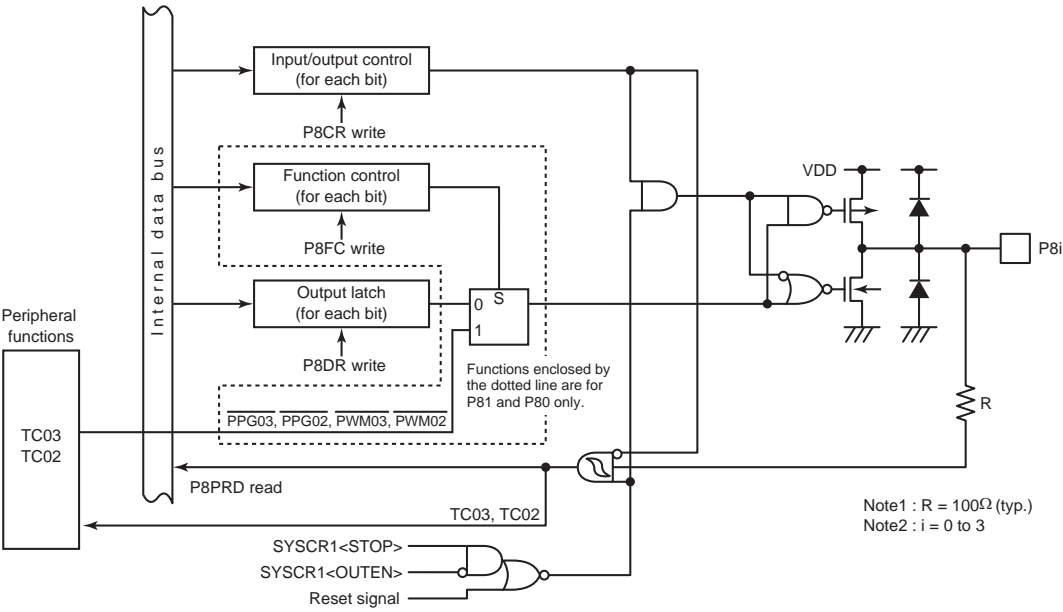 Input/output control
(for each bit)
P8CR write
Internal data bus
Function control
(for each bit)
P8FC write
VDD
P8i
Output latch
(for each bit)
P8DR write
0
S
1
Peripheral
functions
TC03
TC02
Functions enclosed by
the dotted line are for
P81 and P80 only.
PPG03, PPG02, PWM03, PWM02
R
P8PRD read
TC03, TC02
Note1 : R = 100Ω (typ.)
Note2 : i = 0 to 3
SYSCR1<STOP>
SYSCR1<OUTEN>
Reset signal